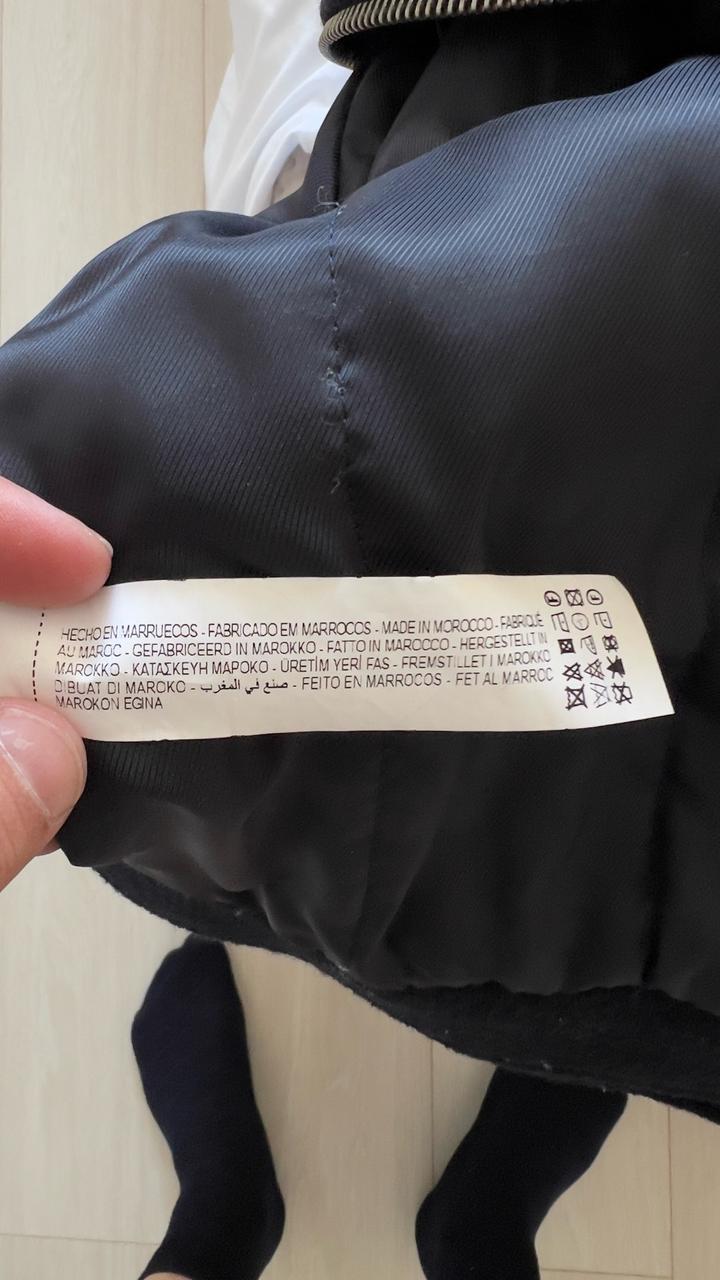 HECHO EN MARRUECOS - FABRICADO EM MARROCOS - MADE IN MOROCCO - FABRIQUÉ
AU MAROC - GEFABRICEERD IN MAROKKO - FATTO IN MAROCCO - HERGESTELLT IN
MAROKKO - ΚΑΤΑΣΚΕΥΗ ΜΑΡΟΚΟ - ÜRETİM YERİ FAS - FREMSTILLET I MAROKKO
DIBUAT DI MAROKO - صنع في المغرب - FEITO EN MARROCOS - FET AL MARROC
MAROKON EGINA